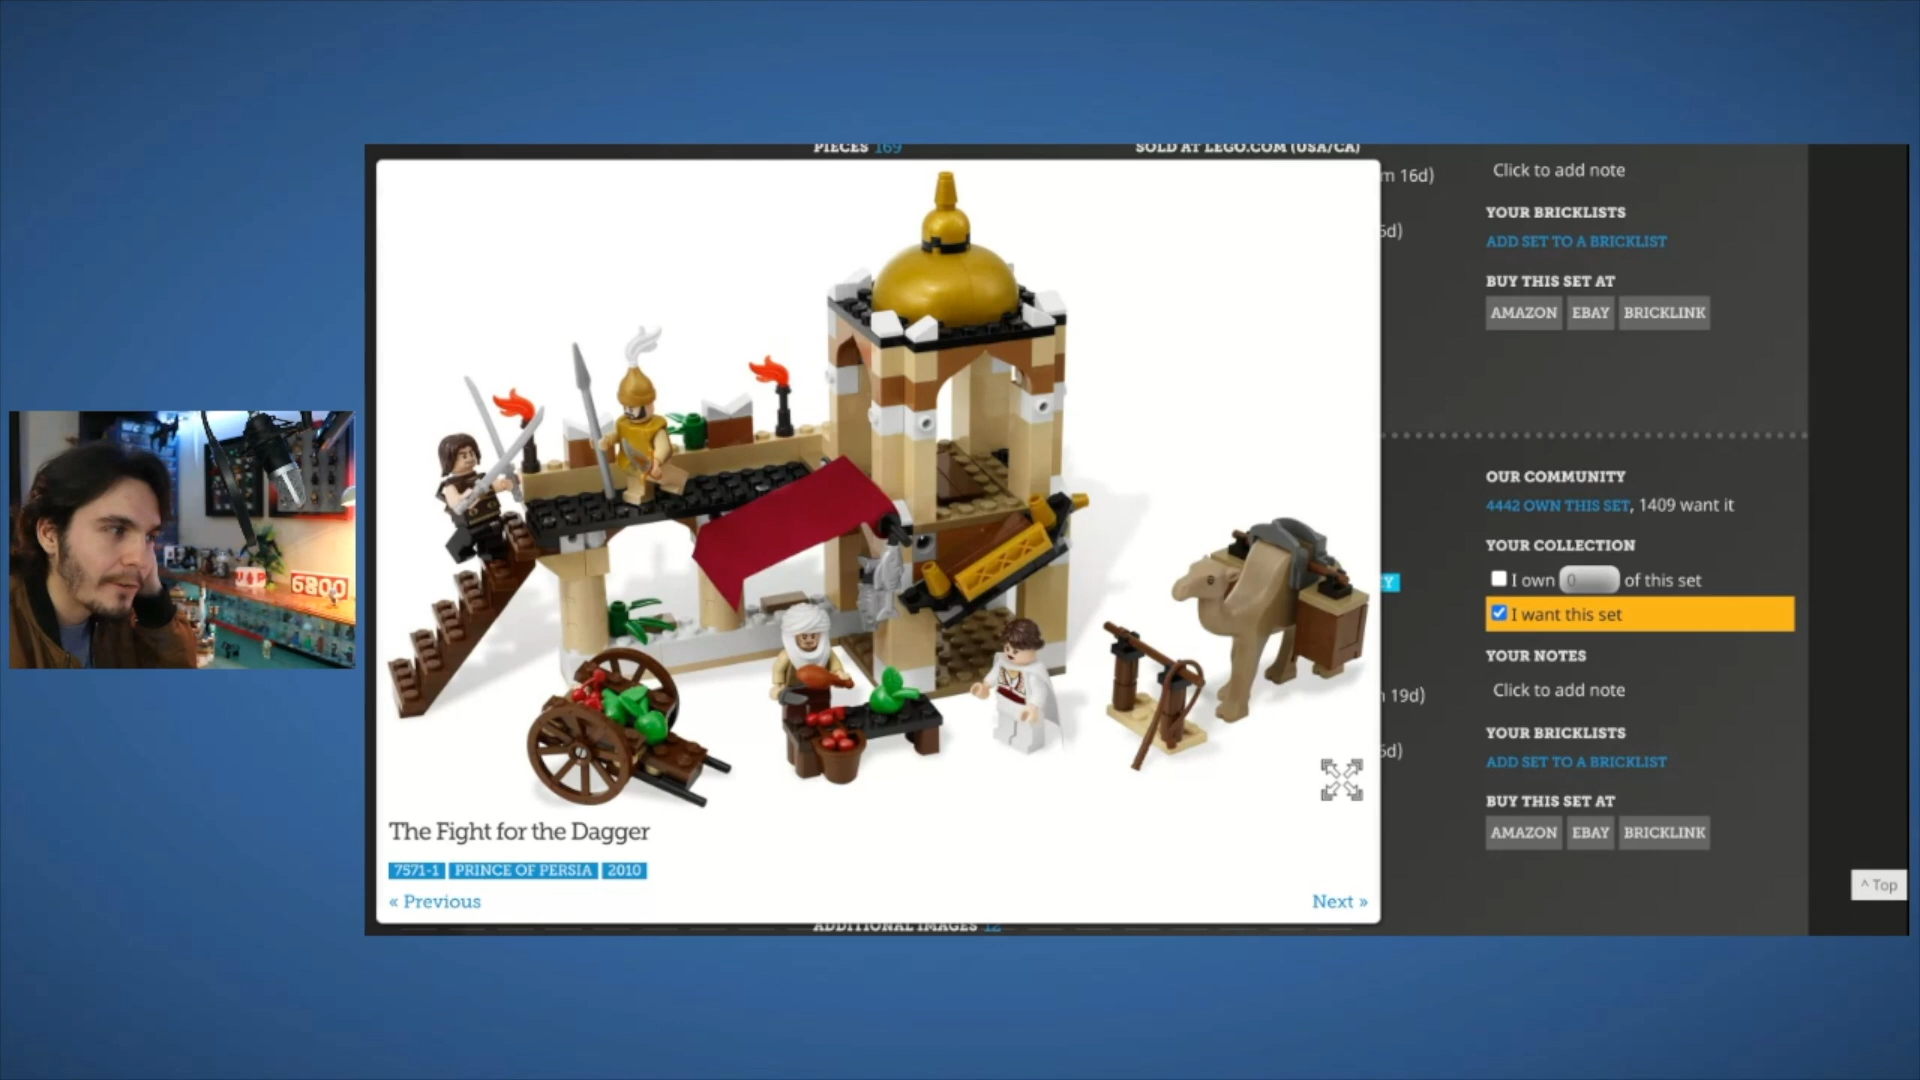 PIECES 169
SOLD AT LEGO.COM (USA/CA)
m 16d)
Click to add note
YOUR BRICKLISTS
5d)
ADD SET TO A BRICKLIST
BUY THIS SET AT
AMAZON
EBAY
BRICKLINK
OUR COMMUNITY
4442 OWN THIS SET, 1409 want it
YOUR COLLECTION
I own 0 of this set
Y
6800
I want this set
YOUR NOTES
19d)
Click to add note
YOUR BRICKLISTS
5d)
ADD SET TO A BRICKLIST
BUY THIS SET AT
The Fight for the Dagger
AMAZON
EBAY
BRICKLINK
7571-1
PRINCE OF PERSIA
2010
^ Top
« Previous
Next »
ADDITIONAL IMAGES 12